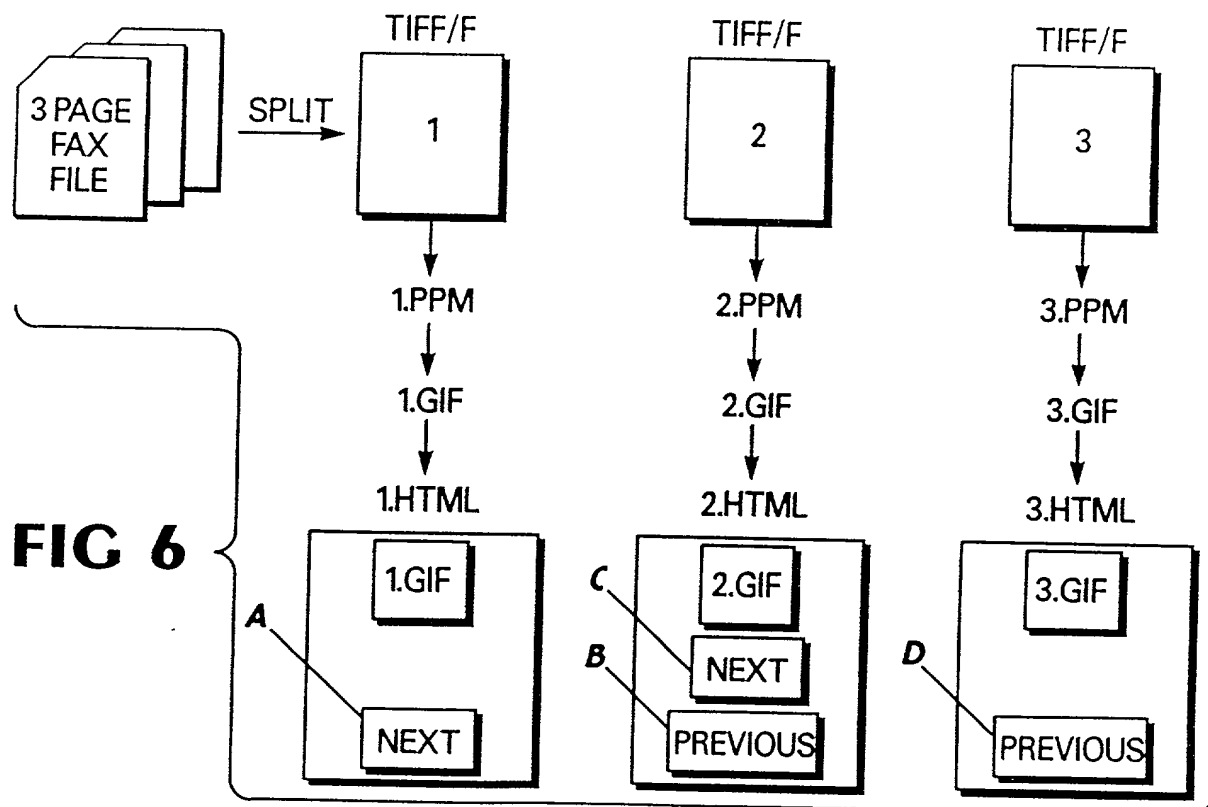 TIFF/F
TIFF/F
TIFF/F
3 PAGE
FAX
FILE
SPLIT
1
2
3
1.PPM
2.PPM
3.PPM
1.GIF
2.GIF
3.GIF
1.HTML
2.HTML
3.HTML
FIG 6
1.GIF
2.GIF
3.GIF
A
C
B
D
NEXT
NEXT
PREVIOUS
PREVIOUS